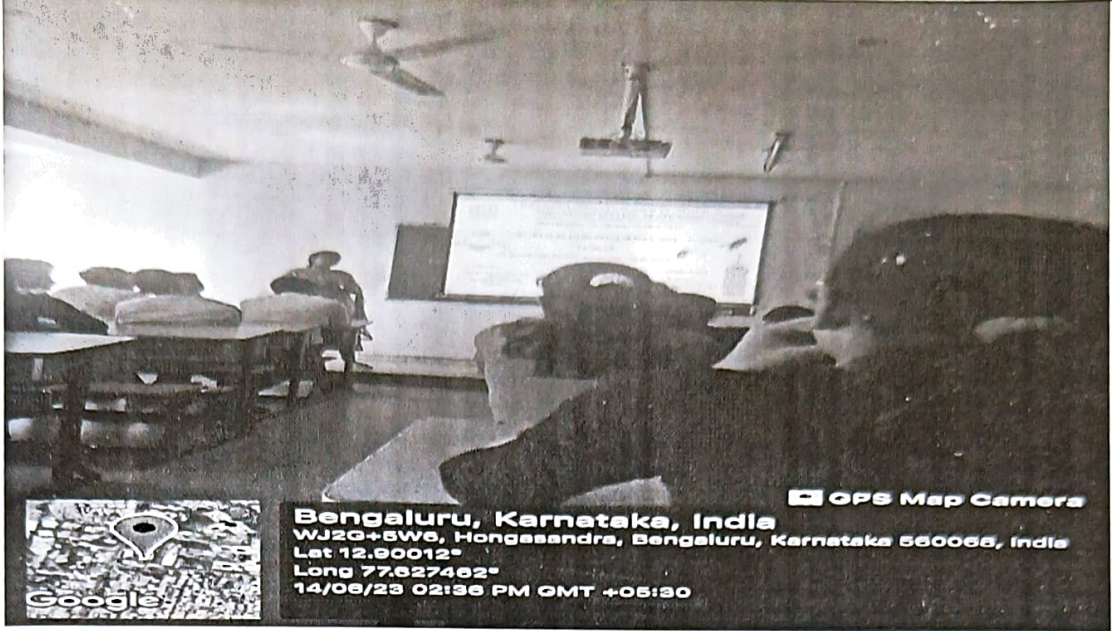 GPS Map Camera
Bengaluru, Karnataka, India
WJ2G+5W6, Hongasandra, Bengaluru, Karnataka 560068, India
Lat 12.90012°
Long 77.627462°
14/06/23 02:36 PM GMT +05:30
Google